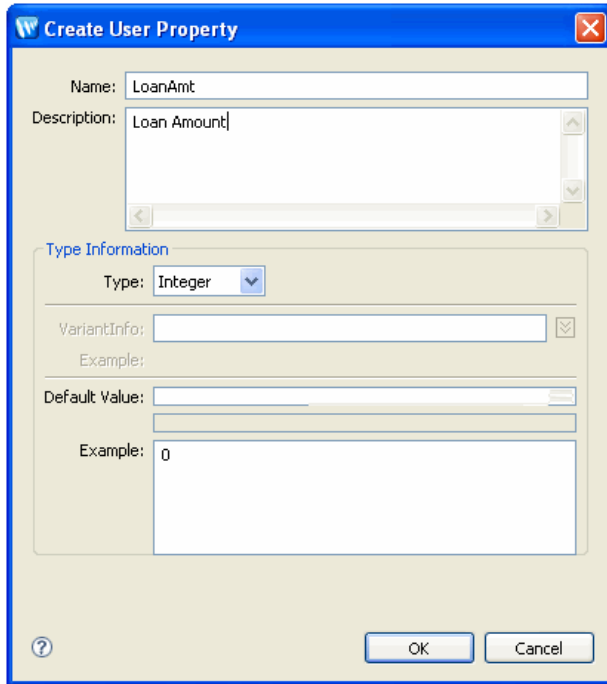 Create User Property
Name: LoanAmt
Description: Loan Amount
Type Information
Type: Integer
VariantInfo:
Example:
Default Value:
Example: 0
? OK Cancel